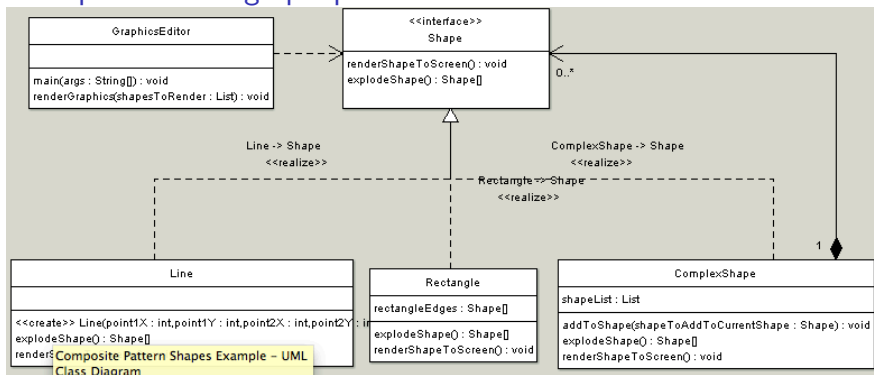 GraphicsEditor
main(args : String[]) : void
renderGraphics(shapesToRender : List) : void
<<interface>>
Shape
renderShapeToScreen() : void
explodeShape() : Shape[]
0..*
Line -> Shape
<<realize>>
ComplexShape -> Shape
<<realize>>
Rectangle -> Shape
<<realize>>
1
Line
<<create>> Line(point1X : int,point1Y : int,point2X : int,point2Y : in
explodeShape() : Shape[]
Composite Pattern Shapes Example – UML
Class Diagram
Rectangle
rectangleEdges : Shape[]
explodeShape() : Shape[]
renderShapeToScreen() : void
ComplexShape
shapeList : List
addToShape(shapeToAddToCurrentShape : Shape) : void
explodeShape() : Shape[]
renderShapeToScreen() : void